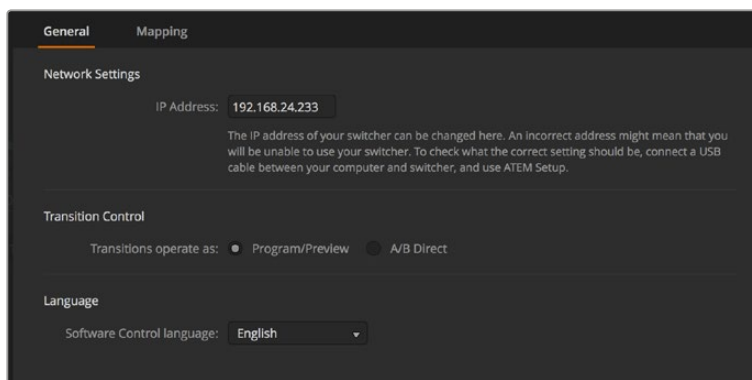 General Mapping
Network Settings
IP Address: 192.168.24.233
The IP address of your switcher can be changed here. An incorrect address might mean that you
will be unable to use your switcher. To check what the correct setting should be, connect a USB
cable between your computer and switcher, and use ATEM Setup.
Transition Control
Transitions operate as: Program/Preview A/B Direct
Language
Software Control language: English